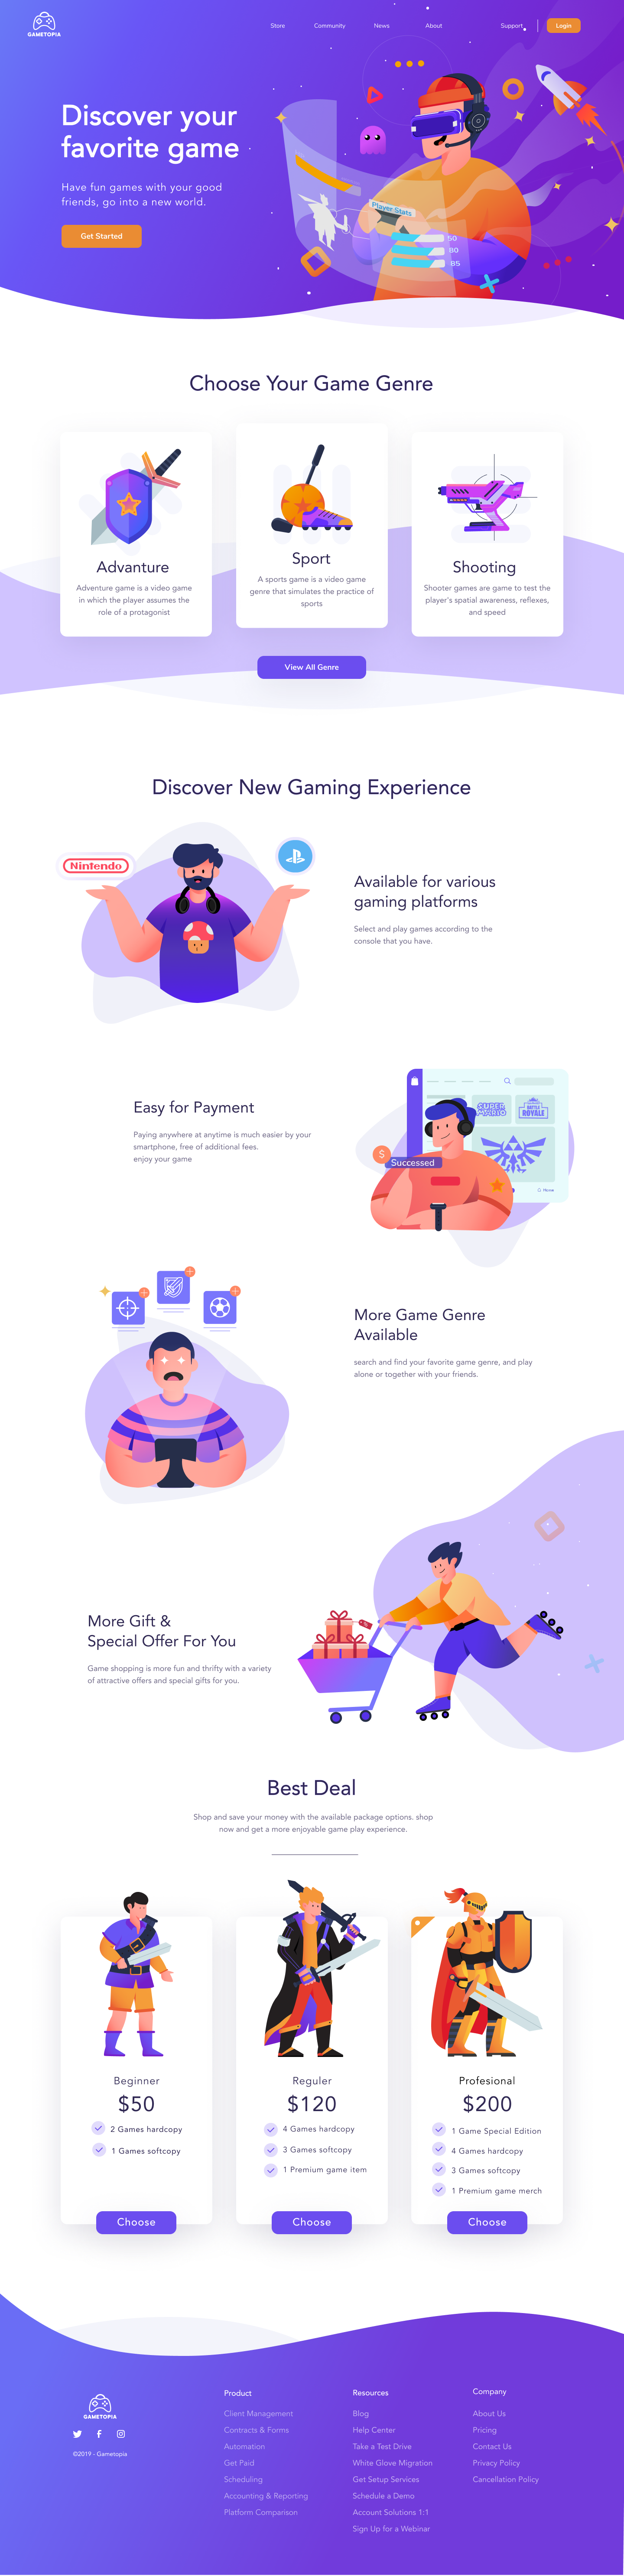 GAMETOPIA
Store Community News About Support Login
Discover your
favorite game
Have fun games with your good
friends, go into a new world.
Get Started
Player Stats
50
80
85
Choose Your Game Genre
Advanture
Adventure game is a video game
in which the player assumes the
role of a protagonist
Sport
A sports game is a video game
genre that simulates the practice of
sports
Shooting
Shooter games are game to test the
player's spatial awareness, reflexes,
and speed
View All Genre
Discover New Gaming Experience
Nintendo
Available for various
gaming platforms
Select and play games according to the
console that you have.
Easy for Payment
Paying anywhere at anytime is much easier by your
smartphone, free of additional fees.
enjoy your game
SUPER
MARIO
BATTLE
ROYALE
$
Successed
More Game Genre
Available
search and find your favorite game genre, and play
alone or together with your friends.
More Gift &
Special Offer For You
Game shopping is more fun and thrifty with a variety
of attractive offers and special gifts for you.
Best Deal
Shop and save your money with the available package options. shop
now and get a more enjoyable game play experience.
Beginner
$50
2 Games hardcopy
1 Games softcopy
Choose
Reguler
$120
4 Games hardcopy
3 Games softcopy
1 Premium game item
Choose
Profesional
$200
1 Game Special Edition
4 Games hardcopy
3 Games softcopy
1 Premium game merch
Choose
GAMETOPIA
©2019 - Gametopia
Product
Client Management
Contracts & Forms
Automation
Get Paid
Scheduling
Accounting & Reporting
Platform Comparison
Resources
Blog
Help Center
Take a Test Drive
White Glove Migration
Get Setup Services
Schedule a Demo
Account Solutions 1:1
Sign Up for a Webinar
Company
About Us
Pricing
Contact Us
Privacy Policy
Cancellation Policy